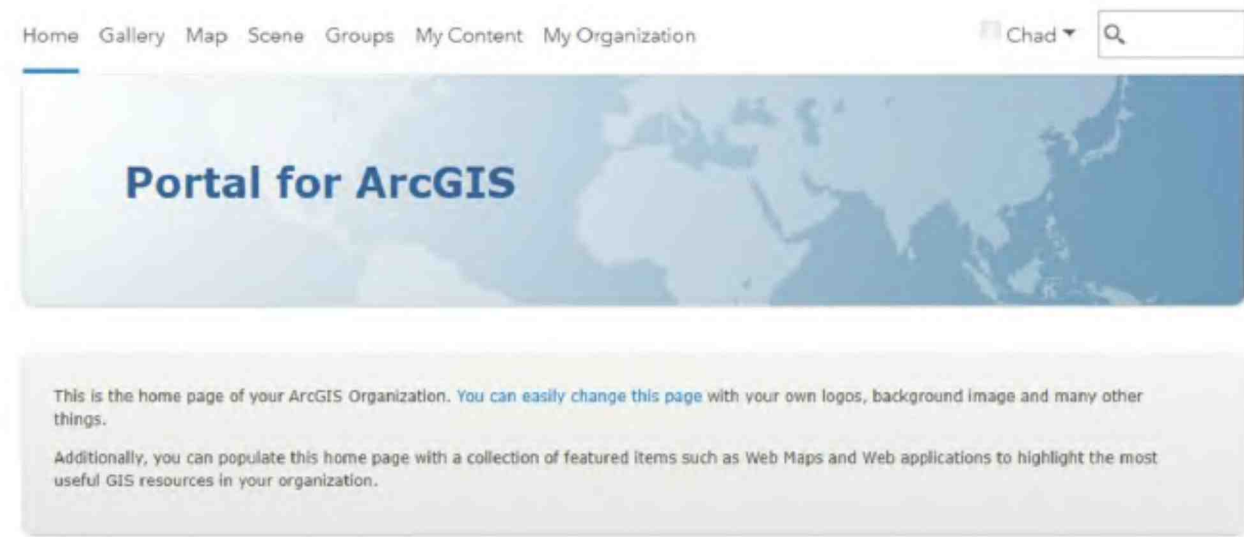 Home Gallery Map Scene Groups My Content My Organization Chad
Portal for ArcGIS
This is the home page of your ArcGIS Organization. You can easily change this page with your own logos, background image and many other
things.
Additionally, you can populate this home page with a collection of featured items such as Web Maps and Web applications to highlight the most
useful GIS resources in your organization.